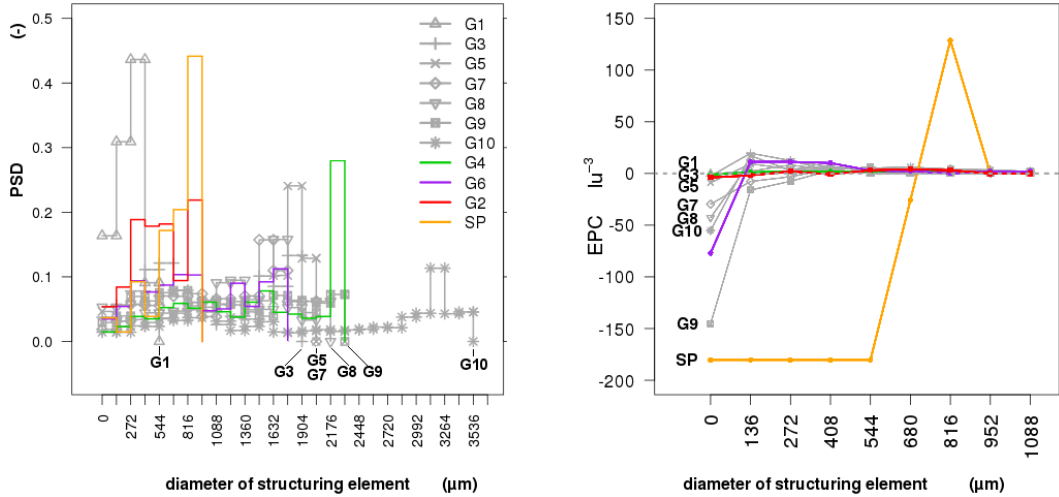 PSD (-)
0.5
0.4
0.3
0.2
0.1
0.0
G1
G3
G5
G7
G8
G9
G10
G4
G6
G2
SP
G1
G3
G5
G7
G8
G9
G10
0
272
544
816
1088
1360
1632
1904
2176
2448
2720
2992
3264
3536
diameter of structuring element (µm)
EPC lu⁻³
150
100
50
0
-50
-100
-150
-200
G1
G3
G5
G7
G8
G10
G9
SP
0
136
272
408
544
680
816
952
1088
diameter of structuring element (µm)